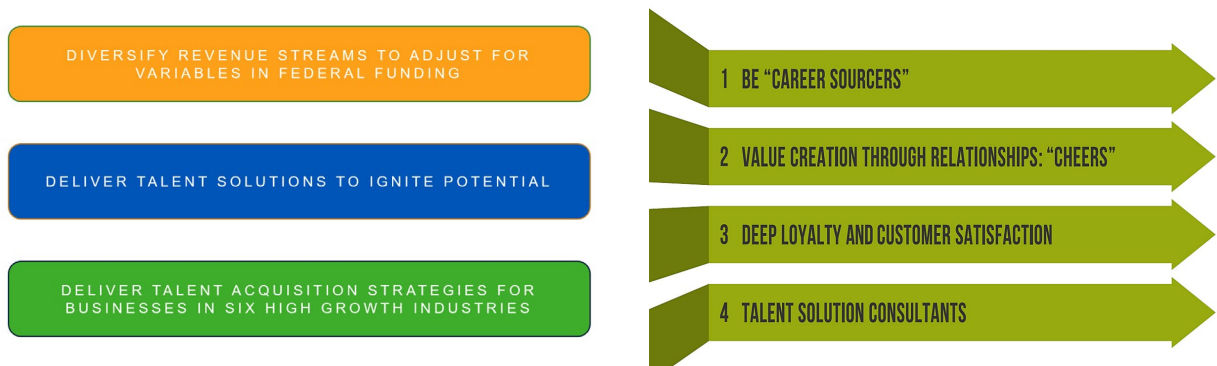 DIVERSIFY REVENUE STREAMS TO ADJUST FOR
VARIABLES IN FEDERAL FUNDING
DELIVER TALENT SOLUTIONS TO IGNITE POTENTIAL
DELIVER TALENT ACQUISITION STRATEGIES FOR
BUSINESSES IN SIX HIGH GROWTH INDUSTRIES
1 BE “CAREER SOURCERS”
2 VALUE CREATION THROUGH RELATIONSHIPS: “CHEERS”
3 DEEP LOYALTY AND CUSTOMER SATISFACTION
4 TALENT SOLUTION CONSULTANTS